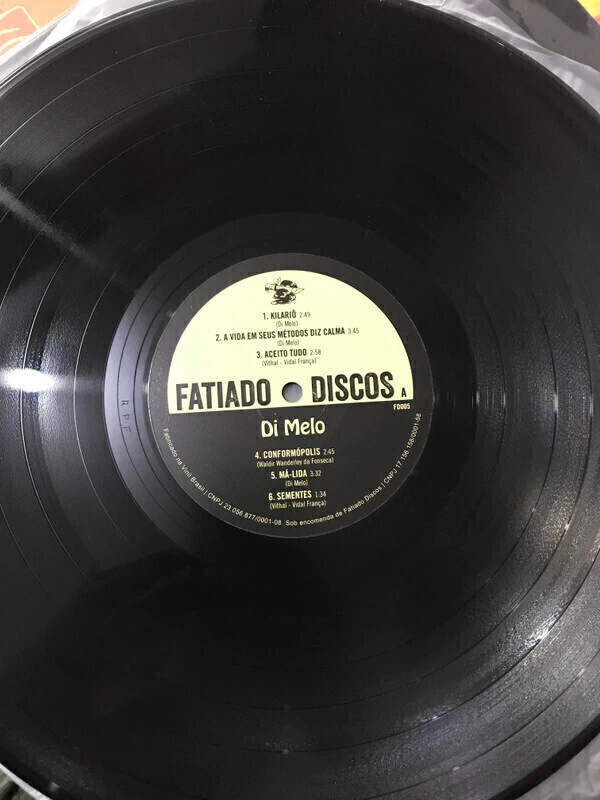 1. KILARIÔ 2:49
(Di Melo)
2. A VIDA EM SEUS MÉTODOS DIZ CALMA 3:45
(Di Melo)
3. ACEITO TUDO 2:58
(Vithal - Vidal França)
FATIADO DISCOS A
FD005
Di Melo
4. CONFORMÓPOLIS 2:45
(Waldir Wanderley da Fonseca)
5. MÁ-LIDA 3:32
(Di Melo)
6. SEMENTES 1:34
(Vithal - Vidal França)
Fabricado na Vinil Brasil | CNPJ 23.056.877/0001-08 Sob encomenda de Fatiado Discos | CNPJ 17.156.156/0001-58
RPF